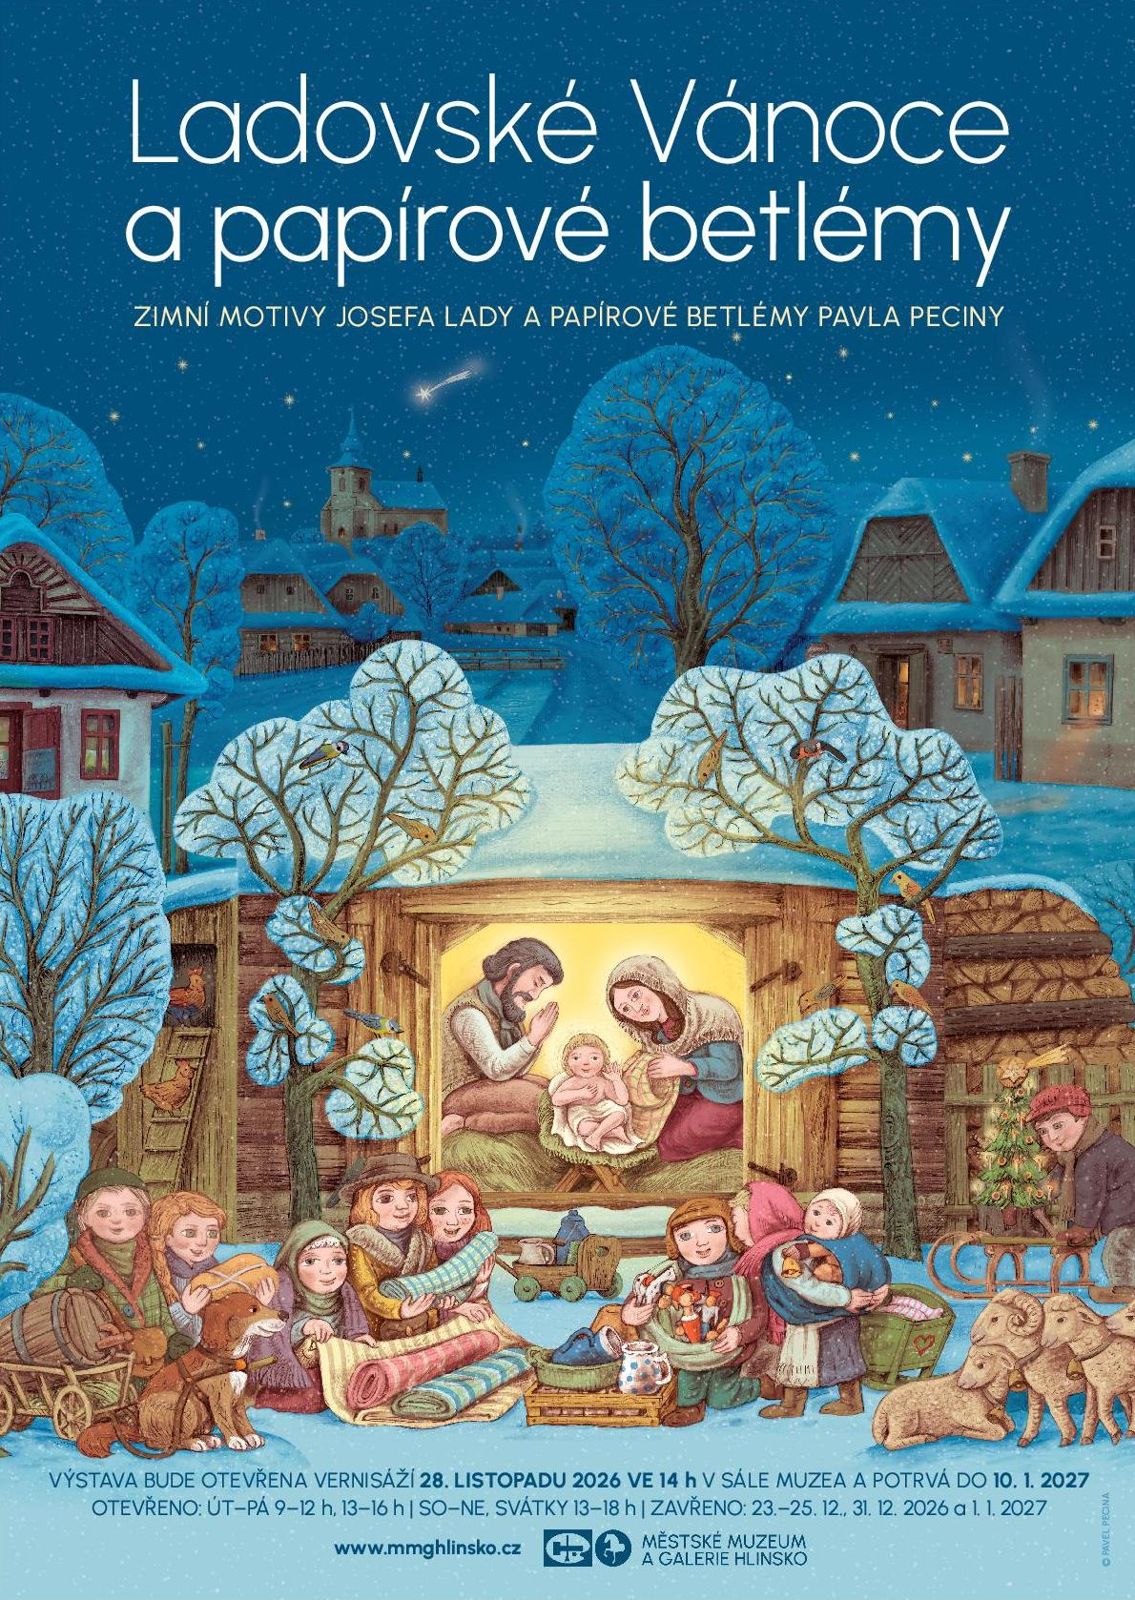 Ladovské Vánoce
a papírové betlémy
ZIMNÍ MOTIVY JOSEFA LADY A PAPÍROVÉ BETLÉMY PAVLA PECINY
VÝSTAVA BUDE OTEVŘENA VERNISÁŽÍ 28. LISTOPADU 2026 VE 14 h V SÁLE MUZEA A POTRVÁ DO 10. 1. 2027
OTEVŘENO: ÚT–PÁ 9–12 h, 13–16 h | SO–NE, SVÁTKY 13–18 h | ZAVŘENO: 23.–25. 12., 31. 12. 2026 a 1. 1. 2027
www.mmghlinsko.cz
MĚSTSKÉ MUZEUM
A GALERIE HLINSKO
© PAVEL PECINA